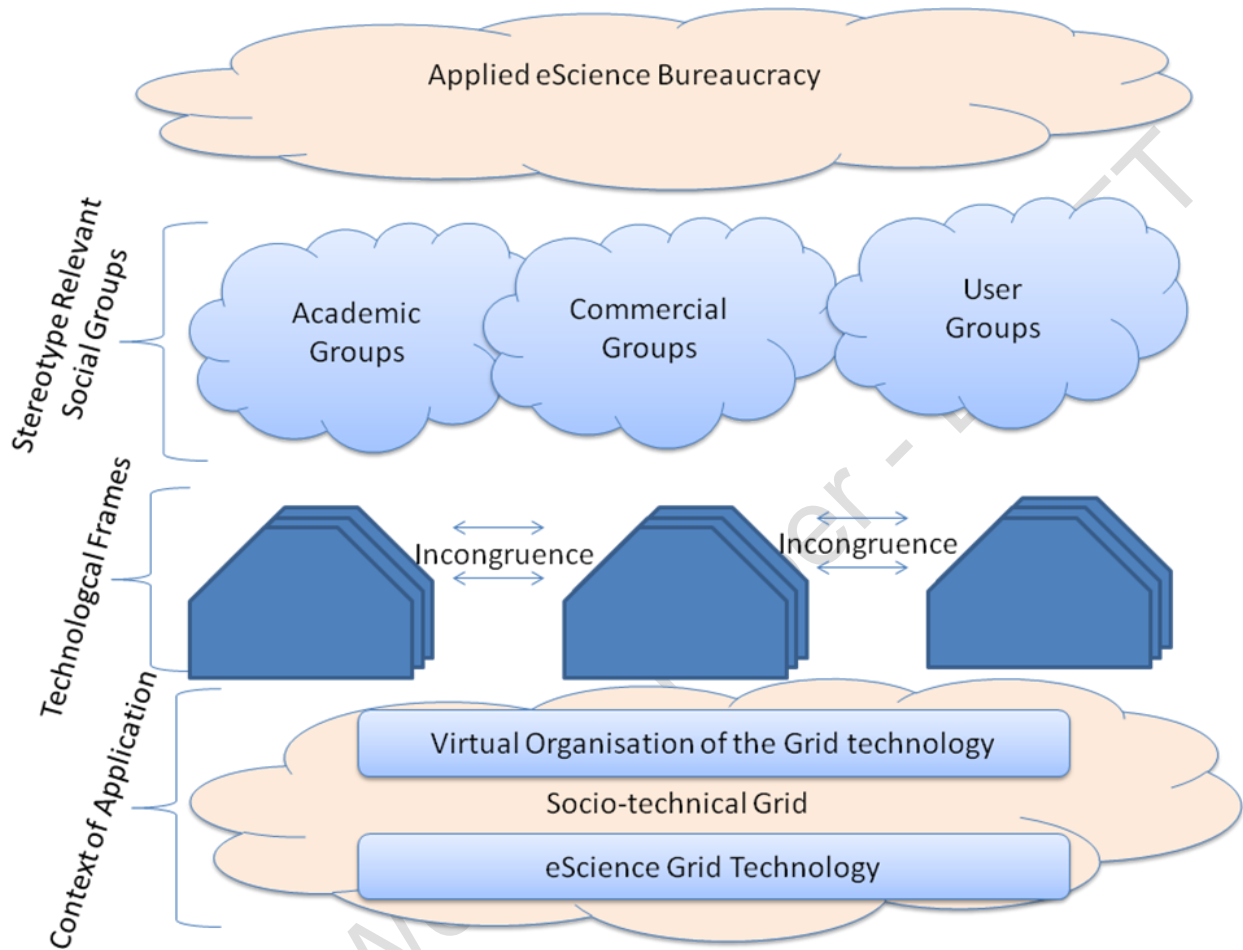 Applied eScience Bureaucracy
Stereotype Relevant
Social Groups
Academic
Groups
Commercial
Groups
User
Groups
Technologcal Frames
Incongruence
Incongruence
Context of Application
Virtual Organisation of the Grid technology
Socio-technical Grid
eScience Grid Technology